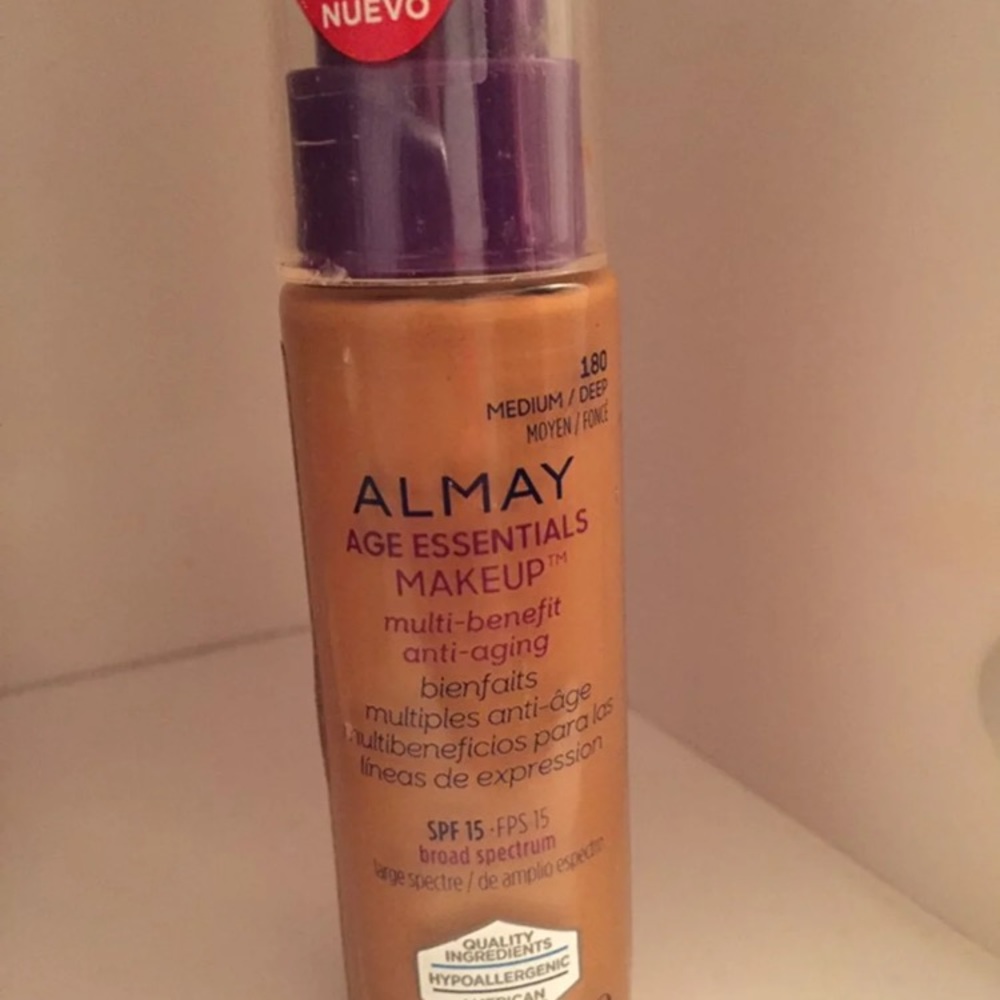 NUEVO
180
MEDIUM / DEEP
MOYEN / FONCÉ
ALMAY
AGE ESSENTIALS
MAKEUP™
multi-benefit
anti-aging
bienfaits
multiples anti-âge
multibeneficios para las
líneas de expression
SPF 15 · FPS 15
broad spectrum
large spectre / de amplio espectro
QUALITY
INGREDIENTS
HYPOALLERGENIC
AMERICAN